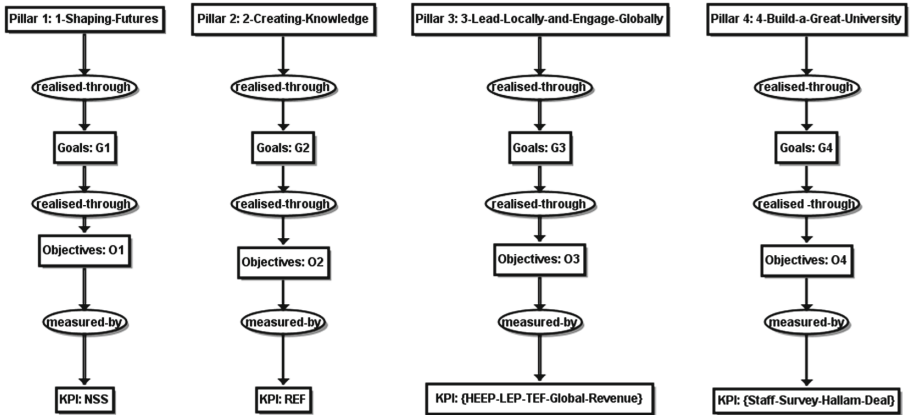 Pillar 1: 1-Shaping-Futures
Pillar 2: 2-Creating-Knowledge
Pillar 3: 3-Lead-Locally-and-Engage-Globally
Pillar 4: 4-Build-a-Great-University
realised-through
realised-through
realised-through
realised-through
Goals: G1
Goals: G2
Goals: G3
Goals: G4
realised-through
realised-through
realised-through
realised -through
Objectives: O1
Objectives: O2
Objectives: O3
Objectives: O4
measured-by
measured-by
measured-by
measured-by
KPI: NSS
KPI: REF
KPI: {HEEP-LEP-TEF-Global-Revenue}
KPI: {Staff-Survey-Hallam-Deal}